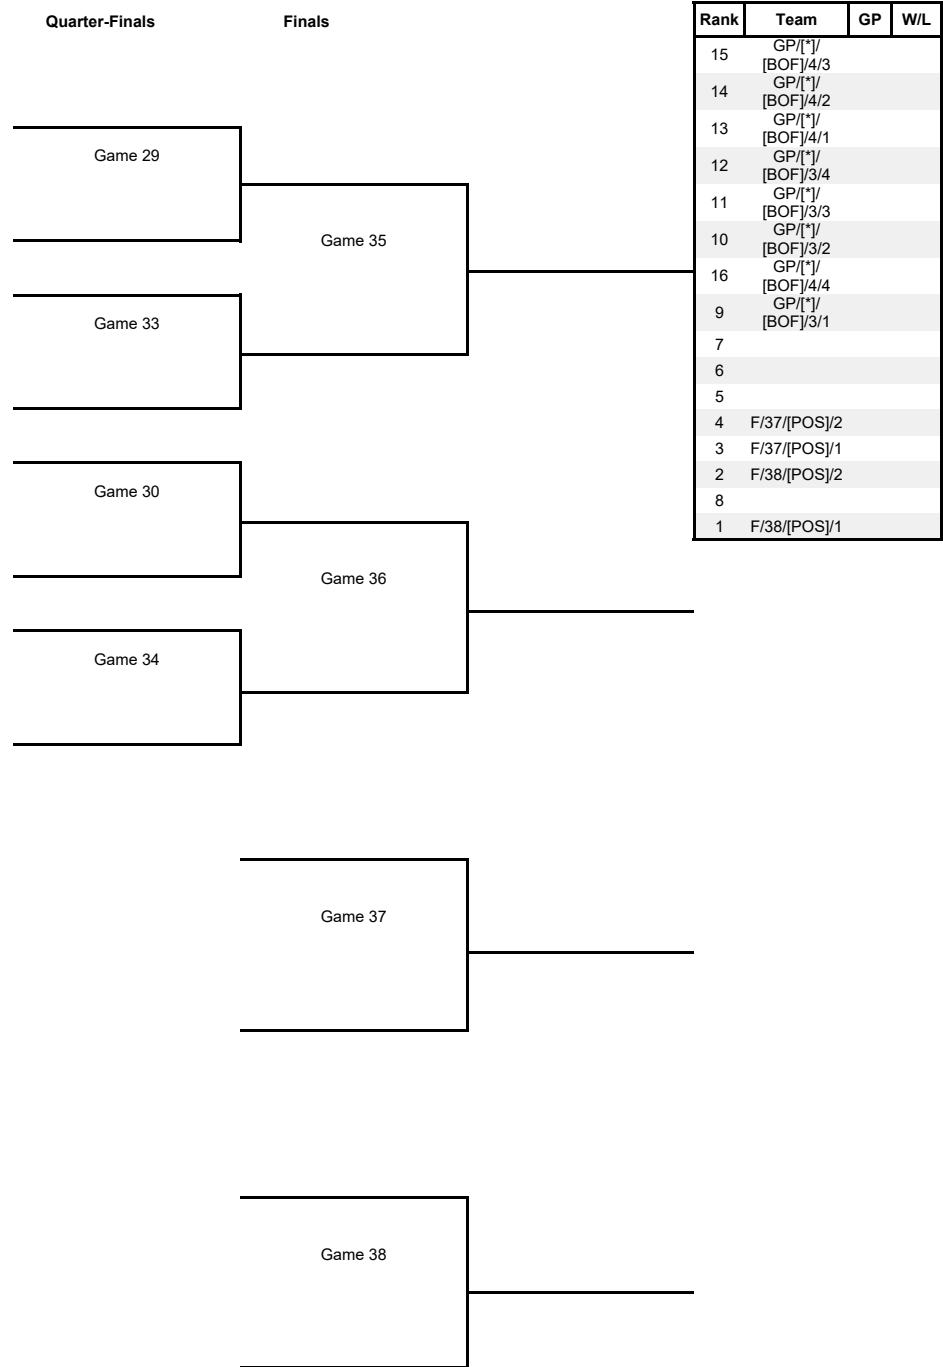 Quarter-Finals Finals
Game 29
Game 35
Game 33
Game 30
Game 36
Game 34
Game 37
Game 38
Rank Team GP W/L
15 GP/[*]/
[BOF]/4/3
14 GP/[*]/
[BOF]/4/2
13 GP/[*]/
[BOF]/4/1
12 GP/[*]/
[BOF]/3/4
11 GP/[*]/
[BOF]/3/3
10 GP/[*]/
[BOF]/3/2
16 GP/[*]/
[BOF]/4/4
9 GP/[*]/
[BOF]/3/1
7
6
5
4 F/37/[POS]/2
3 F/37/[POS]/1
2 F/38/[POS]/2
8
1 F/38/[POS]/1